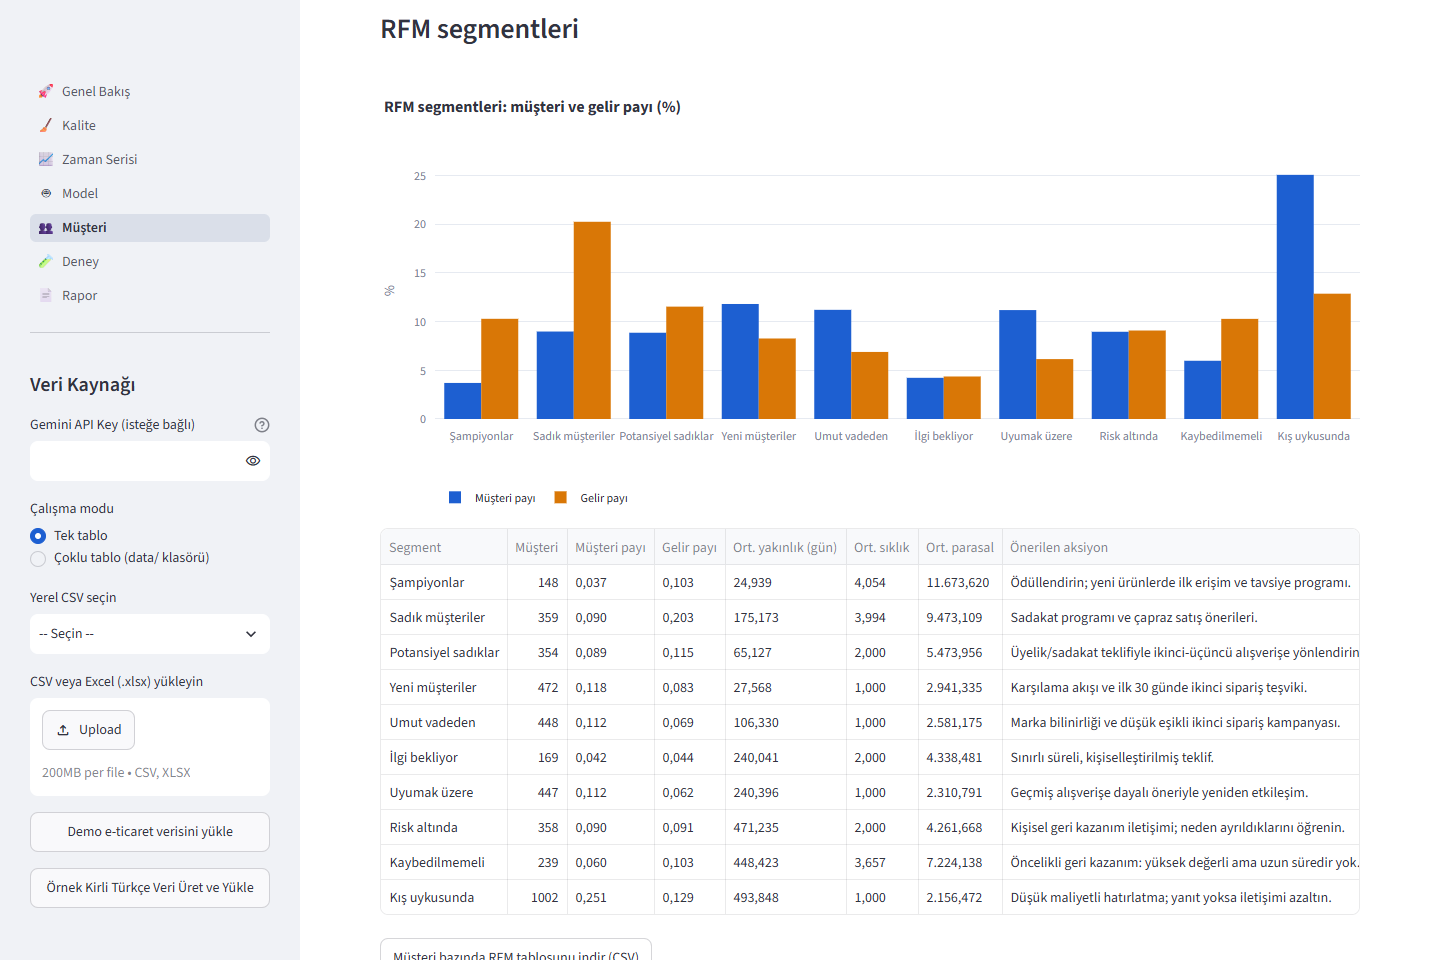 RFM segmentleri
Genel Bakış
Kalite
Zaman Serisi
Model
Müşteri
Deney
Rapor
Veri Kaynağı
Gemini API Key (isteğe bağlı)
Çalışma modu
Tek tablo
Çoklu tablo (data/ klasörü)
Yerel CSV seçin
-- Seçin --
CSV veya Excel (.xlsx) yükleyin
Upload
200MB per file • CSV, XLSX
Demo e-ticaret verisini yükle
Örnek Kirli Türkçe Veri Üret ve Yükle
RFM segmentleri: müşteri ve gelir payı (%)
25
20
15
10
5
0
%
Şampiyonlar Sadık müşteriler Potansiyel sadıklar Yeni müşteriler Umut vadeden İlgi bekliyor Uyumak üzere Risk altında Kaybedilmemeli Kış uykusunda
Müşteri payı Gelir payı
Segment Müşteri Müşteri payı Gelir payı Ort. yakınlık (gün) Ort. sıklık Ort. parasal Önerilen aksiyon
Şampiyonlar 148 0,037 0,103 24,939 4,054 11.673,620 Ödüllendirin; yeni ürünlerde ilk erişim ve tavsiye programı.
Sadık müşteriler 359 0,090 0,203 175,173 3,994 9.473,109 Sadakat programı ve çapraz satış önerileri.
Potansiyel sadıklar 354 0,089 0,115 65,127 2,000 5.473,956 Üyelik/sadakat teklifiyle ikinci-üçüncü alışverişe yönlendirin
Yeni müşteriler 472 0,118 0,083 27,568 1,000 2.941,335 Karşılama akışı ve ilk 30 günde ikinci sipariş teşviki.
Umut vadeden 448 0,112 0,069 106,330 1,000 2.581,175 Marka bilinirliği ve düşük eşikli ikinci sipariş kampanyası.
İlgi bekliyor 169 0,042 0,044 240,041 2,000 4.338,481 Sınırlı süreli, kişiselleştirilmiş teklif.
Uyumak üzere 447 0,112 0,062 240,396 1,000 2.310,791 Geçmiş alışverişe dayalı öneriyle yeniden etkileşim.
Risk altında 358 0,090 0,091 471,235 2,000 4.261,668 Kişisel geri kazanım iletişimi; neden ayrıldıklarını öğrenin.
Kaybedilmemeli 239 0,060 0,103 448,423 3,657 7.224,138 Öncelikli geri kazanım: yüksek değerli ama uzun süredir yok.
Kış uykusunda 1002 0,251 0,129 493,848 1,000 2.156,472 Düşük maliyetli hatırlatma; yanıt yoksa iletişimi azaltın.
Müşteri bazında RFM tablosunu indir (CSV)